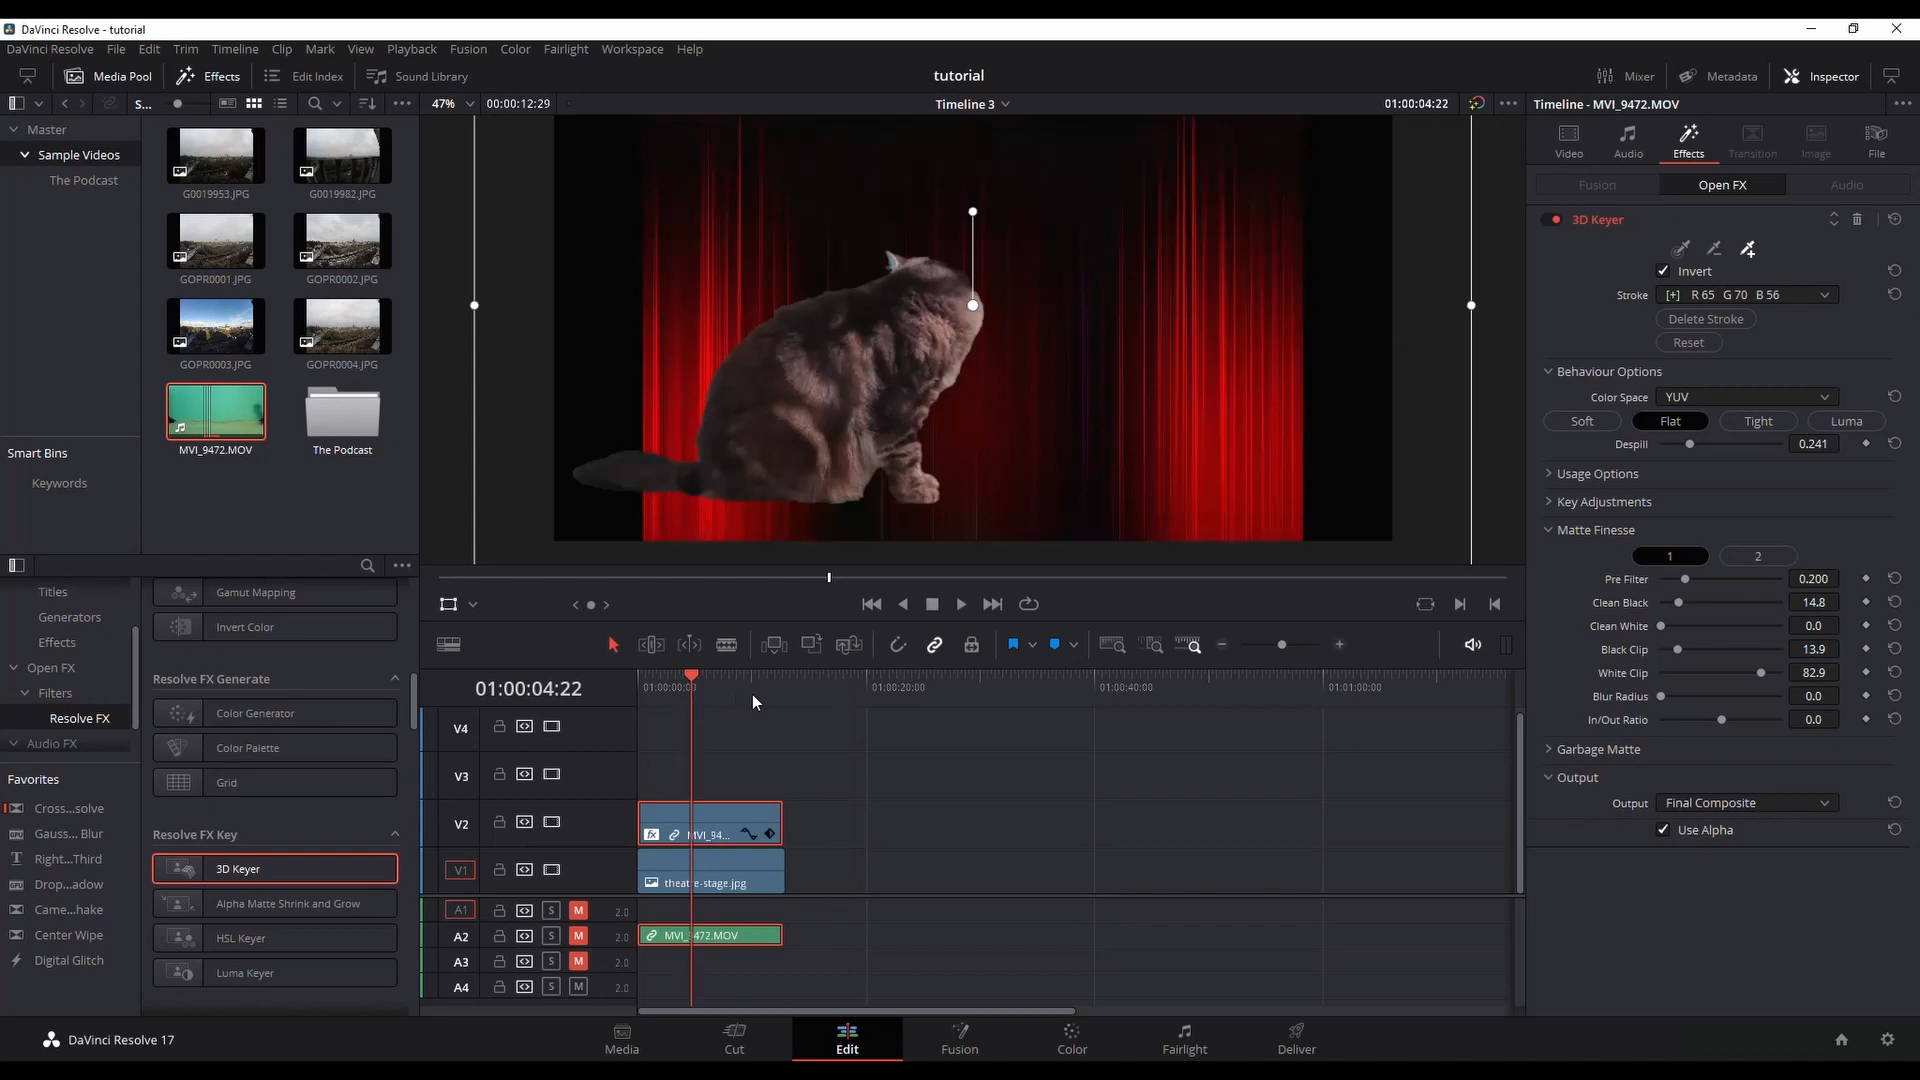 DaVinci Resolve - tutorial
DaVinci Resolve File Edit Trim Timeline Clip Mark View Playback Fusion Color Fairlight Workspace Help
Media Pool Effects Edit Index Sound Library tutorial Mixer Metadata Inspector
S... 47% 00:00:12:29 Timeline 3 01:00:04:22 Timeline - MVI_9472.MOV
Master
Sample Videos
The Podcast
G0019953.JPG G0019982.JPG
GOPR0001.JPG GOPR0002.JPG
GOPR0003.JPG GOPR0004.JPG
MVI_9472.MOV The Podcast
Smart Bins
Keywords
Video Audio Effects Transition Image File
Fusion Open FX Audio
3D Keyer
Invert
Stroke [+] R 65 G 70 B 56
Delete Stroke
Reset
Behaviour Options
Color Space YUV
Soft Flat Tight Luma
Despill 0.241
Usage Options
Key Adjustments
Matte Finesse
1 2
Pre Filter 0.200
Clean Black 14.8
Clean White 0.0
Black Clip 13.9
White Clip 82.9
Blur Radius 0.0
In/Out Ratio 0.0
Garbage Matte
Output
Output Final Composite
Use Alpha
Titles
Generators
Effects
Open FX
Filters
Resolve FX
Audio FX
Favorites
Cross...solve
Gauss... Blur
Right...Third
Drop...adow
Came...hake
Center Wipe
Digital Glitch
Gamut Mapping
Invert Color
Resolve FX Generate
Color Generator
Color Palette
Grid
Resolve FX Key
3D Keyer
Alpha Matte Shrink and Grow
HSL Keyer
Luma Keyer
01:00:04:22 01:00:00:00 01:00:20:00 01:00:40:00 01:01:00:00
V4
V3
V2 fx MVI_94...
V1 theatre-stage.jpg
A1 S M 2.0
A2 S M 2.0 MVI_9472.MOV
A3 S M 2.0
A4 S M 2.0
DaVinci Resolve 17 Media Cut Edit Fusion Color Fairlight Deliver